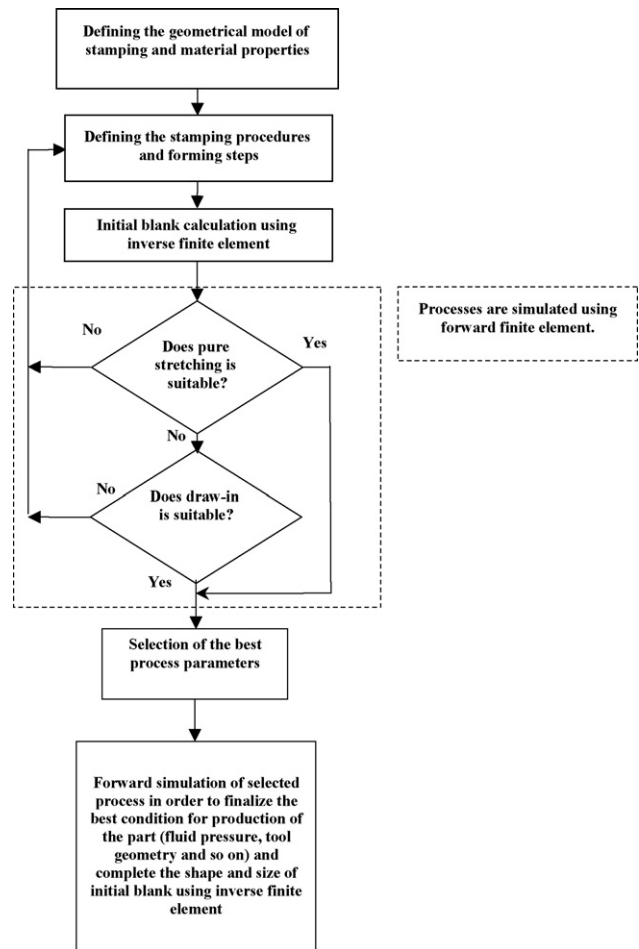 Defining the geometrical model of
stamping and material properties
Defining the stamping procedures
and forming steps
Initial blank calculation using
inverse finite element
Processes are simulated using
forward finite element.
No
Yes
Does pure
stretching is
suitable?
No
No
Does draw-in
is suitable?
Yes
Selection of the best
process parameters
Forward simulation of selected
process in order to finalize the
best condition for production of
the part (fluid pressure, tool
geometry and so on) and
complete the shape and size of
initial blank using inverse finite
element